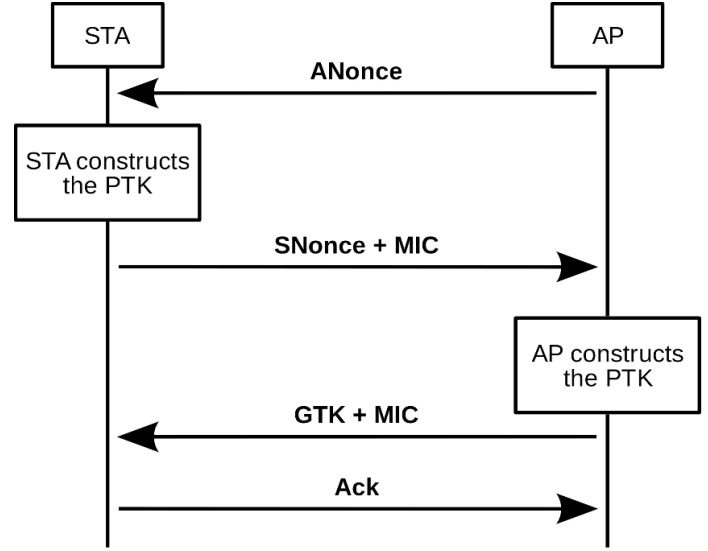 STA
AP
ANonce
STA constructs
the PTK
SNonce + MIC
AP constructs
the PTK
GTK + MIC
Ack